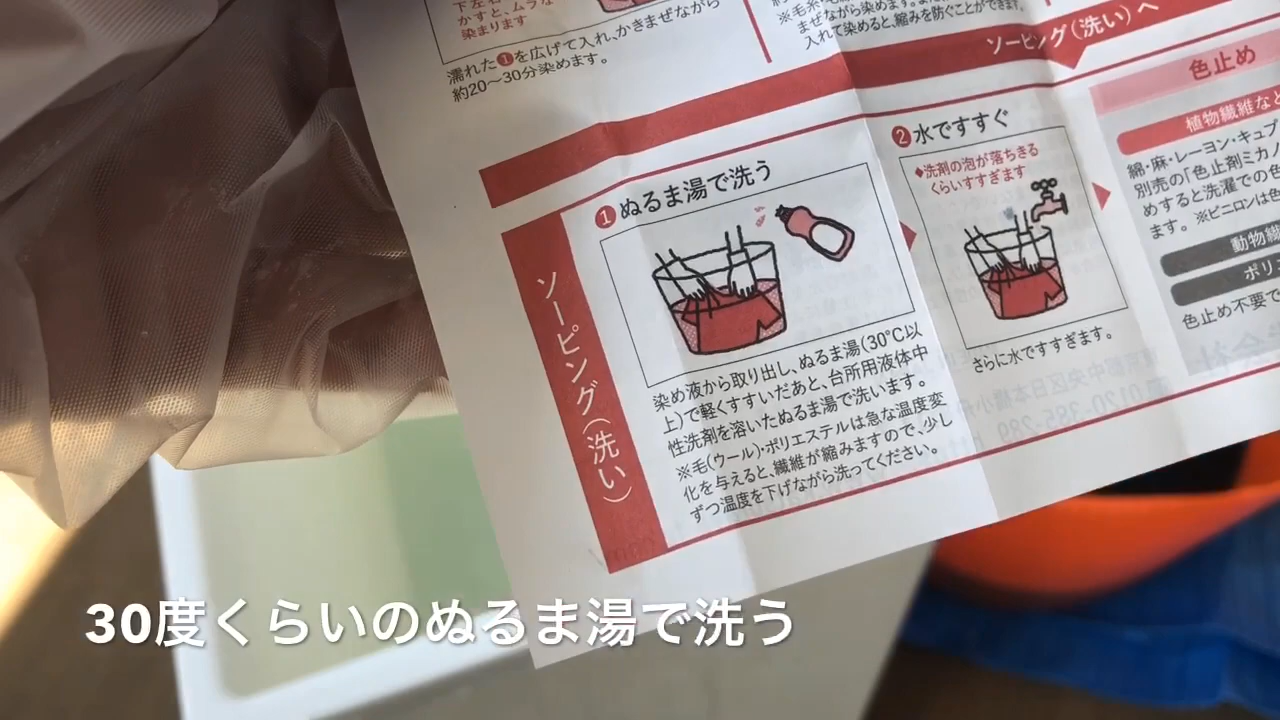 下左右
かすと、ムラな
染まります
濡れた❶を広げて入れ、かきまぜながら
約20〜30分染めます。
※毛糸
まぜながら染めます。
入れて染めると、縮みを防ぐことができます。
ソーピング(洗い)へ
ソーピング(洗い)
❶ぬるま湯で洗う
染め液から取り出し、ぬるま湯(30℃以
上)で軽くすすいだあと、台所用液体中
性洗剤を溶いたぬるま湯で洗います。
※毛(ウール)・ポリエステルは急な温度変
化を与えると、繊維が縮みますので、少し
ずつ温度を下げながら洗ってください。
❷水ですすぐ
◆洗剤の泡が落ちきる
くらいすすぎます
さらに水ですすぎます。
色止め
植物繊維など
綿・麻・レーヨン・キュプ
別売の「色止剤ミカノ
めすると洗濯での色
ます。※ビニロンは色
動物繊
ポリエ
色止め不要で
30度くらいのぬるま湯で洗う